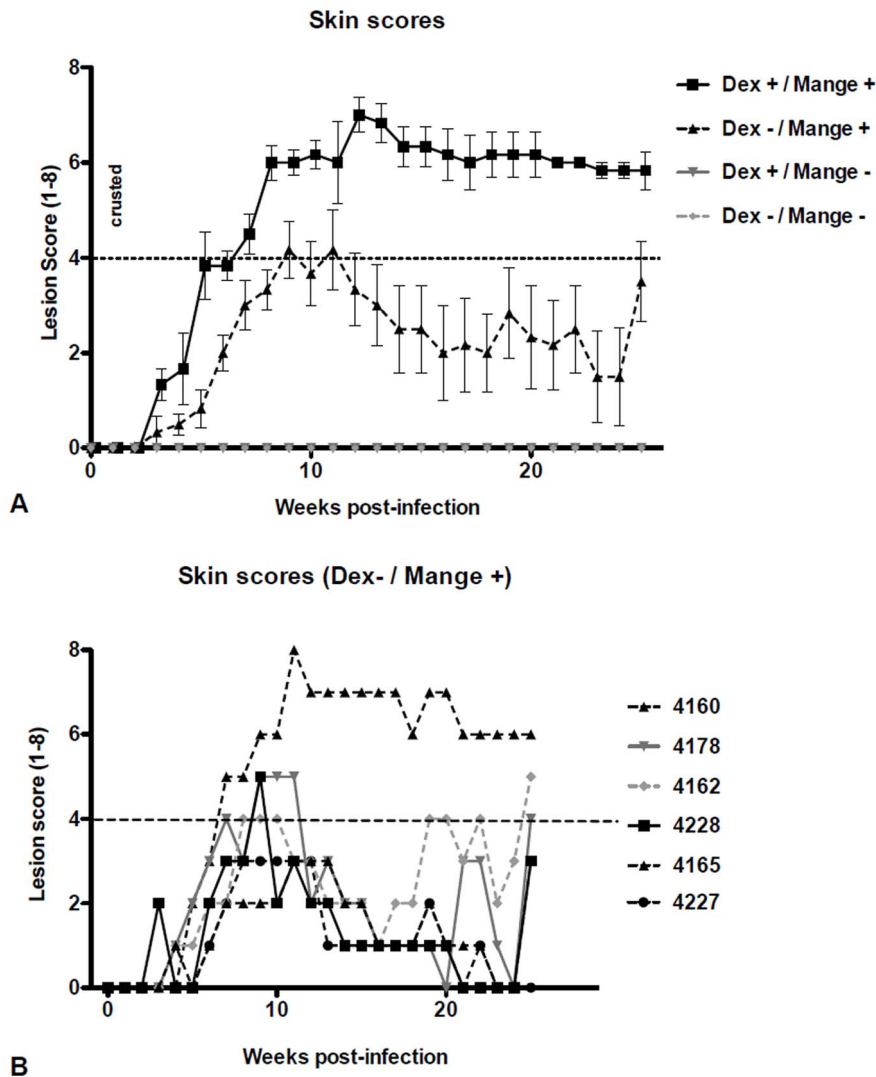 Skin scores
8
6
4
2
0
Lesion Score (1-8)
crusted
0
10
20
Weeks post-infection
Dex + / Mange +
Dex - / Mange +
Dex + / Mange -
Dex - / Mange -
A
Skin scores (Dex- / Mange +)
8
6
4
2
0
Lesion score (1-8)
0
10
20
Weeks post-infection
4160
4178
4162
4228
4165
4227
B